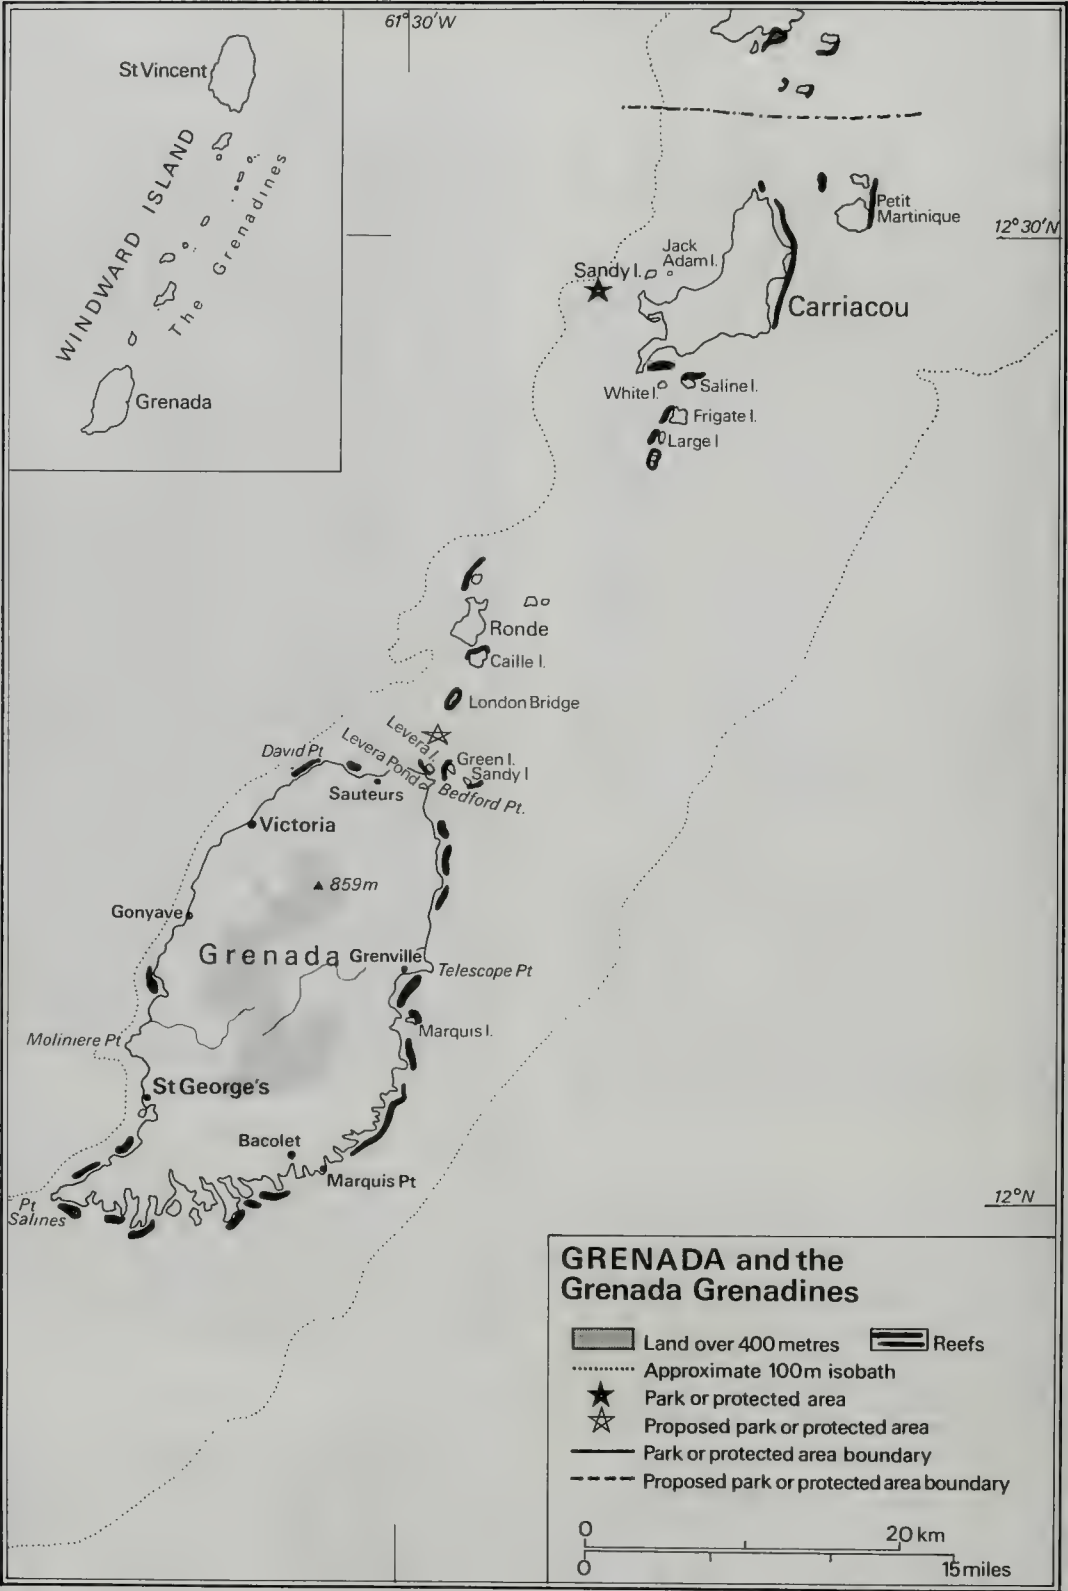 61°30'W
St Vincent
WINDWARD ISLAND
The Grenadines
Grenada
Petit
Martinique
12°30'N
Jack
Adam I.
Sandy I.
Carriacou
White I.
Saline I.
Frigate I.
Large I
Ronde
Caille I.
London Bridge
Levera I.
Levera Pond
Green I.
Sandy I
Bedford Pt.
David Pt
Sauteurs
Victoria
859m
Gonyave
Grenada
Grenville
Telescope Pt
Marquis I.
Moliniere Pt
St George's
Bacolet
Marquis Pt
Pt
Salines
12°N
GRENADA and the
Grenada Grenadines
Land over 400 metres
Reefs
Approximate 100m isobath
Park or protected area
Proposed park or protected area
Park or protected area boundary
Proposed park or protected area boundary
0 20 km
0 15 miles